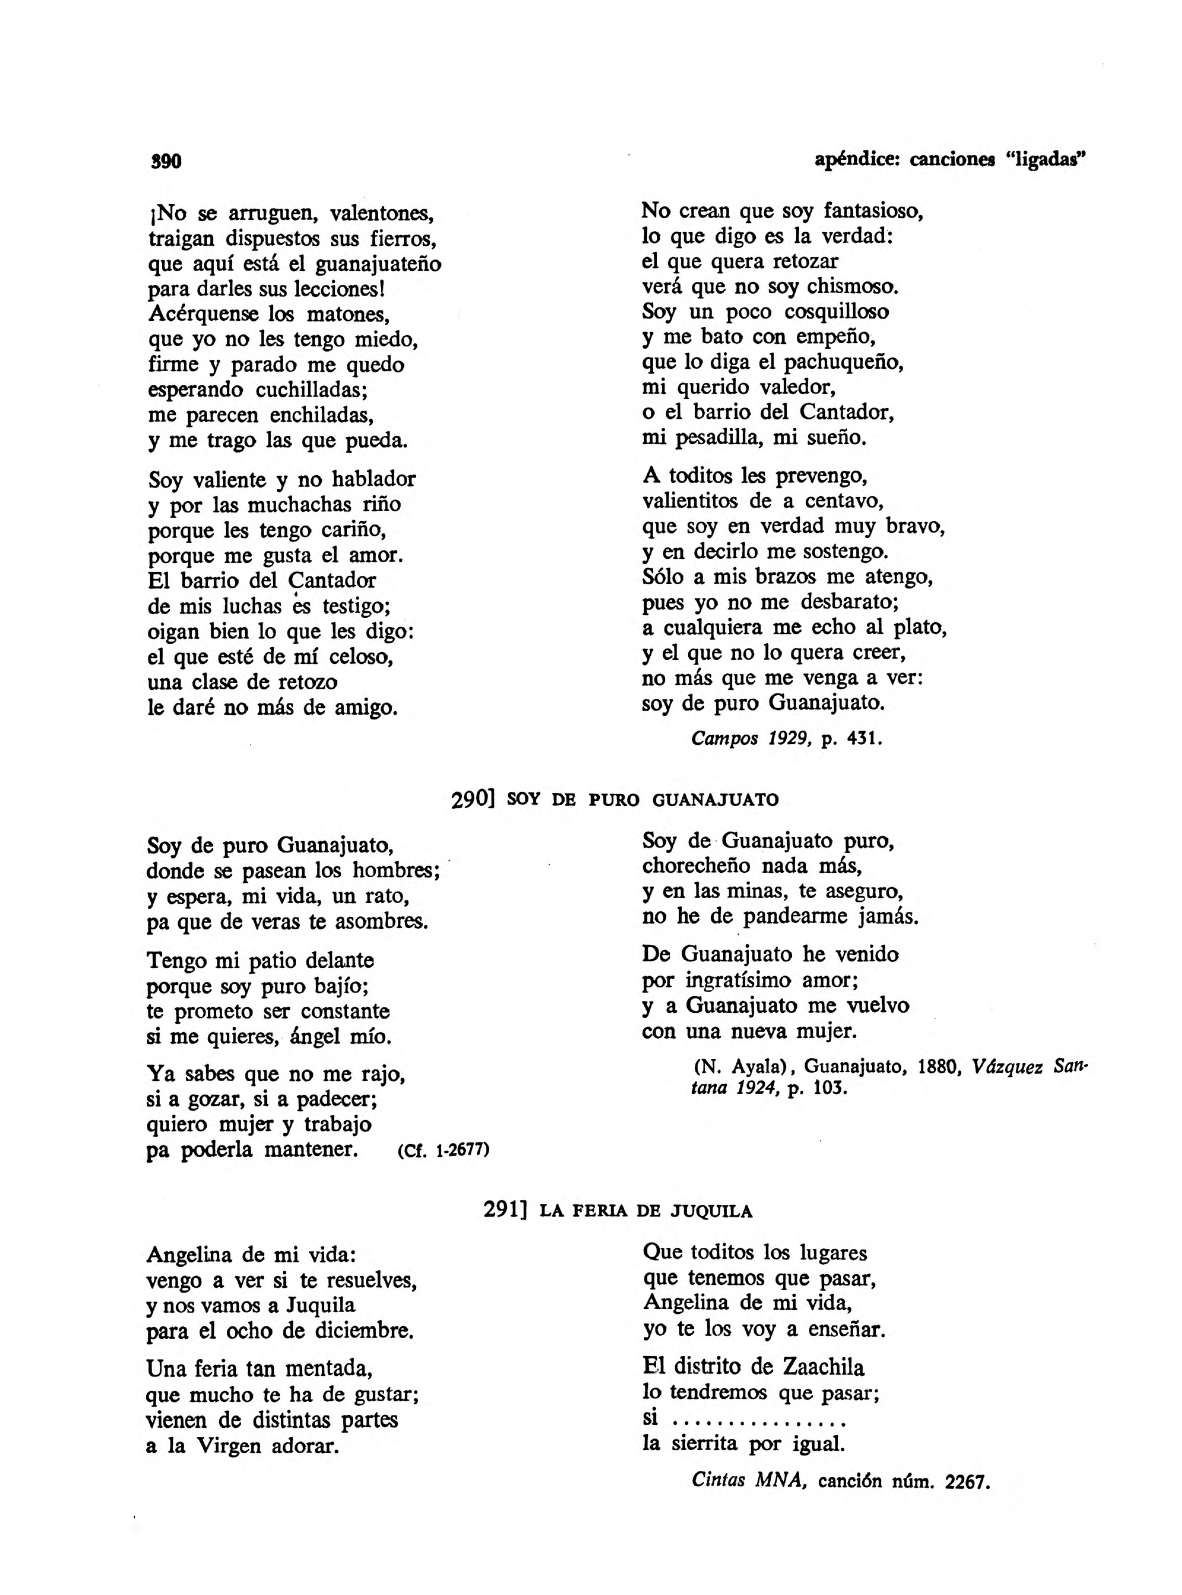 390
apéndice: canciones “ligadas”
¡No se arruguen, valentones,
traigan dispuestos sus fierros,
que aquí está el guanajuateño
para darles sus lecciones!
Acérquense los matones,
que yo no les tengo miedo,
firme y parado me quedo
esperando cuchilladas;
me parecen enchiladas,
y me trago las que pueda.
Soy valiente y no hablador
y por las muchachas riño
porque les tengo cariño,
porque me gusta el amor.
El barrio del Cantador
de mis luchas es testigo;
oigan bien lo que les digo:
el que esté de mí celoso,
una clase de retozo
le daré no más de amigo.
No crean que soy fantasioso,
lo que digo es la verdad:
el que quera retozar
verá que no soy chismoso.
Soy un poco cosquilloso
y me bato con empeño,
que lo diga el pachuqueño,
mi querido valedor,
o el barrio del Cantador,
mi pesadilla, mi sueño.
A toditos les prevengo,
valientitos de a centavo,
que soy en verdad muy bravo,
y en decirlo me sostengo.
Sólo a mis brazos me atengo,
pues yo no me desbarato;
a cualquiera me echo al plato,
y el que no lo quera creer,
no más que me venga a ver:
soy de puro Guanajuato.
Campos 1929, p. 431.
290] SOY DE PURO GUANAJUATO
Soy de puro Guanajuato,
donde se pasean los hombres;
y espera, mi vida, un rato,
pa que de veras te asombres.
Tengo mi patio delante
porque soy puro bajío;
te prometo ser constante
si me quieres, ángel mío.
Ya sabes que no me rajo,
si a gozar, si a padecer;
quiero mujer y trabajo
pa poderla mantener. (Cf. 1-2677)
Soy de Guanajuato puro,
chorecheño nada más,
y en las minas, te aseguro,
no he de pandearme jamás.
De Guanajuato he venido
por ingratísimo amor;
y a Guanajuato me vuelvo
con una nueva mujer.
(N. Ayala), Guanajuato, 1880, Vázquez San-
tana 1924, p. 103.
291] LA FERIA DE JUQUILA
Angelina de mi vida:
vengo a ver si te resuelves,
y nos vamos a Juquila
para el ocho de diciembre.
Una feria tan mentada,
que mucho te ha de gustar;
vienen de distintas partes
a la Virgen adorar.
Que toditos los lugares
que tenemos que pasar,
Angelina de mi vida,
yo te los voy a enseñar.
El distrito de Zaachila
lo tendremos que pasar;
si ................
la sierrita por igual.
Cintas MNA, canción núm. 2267.